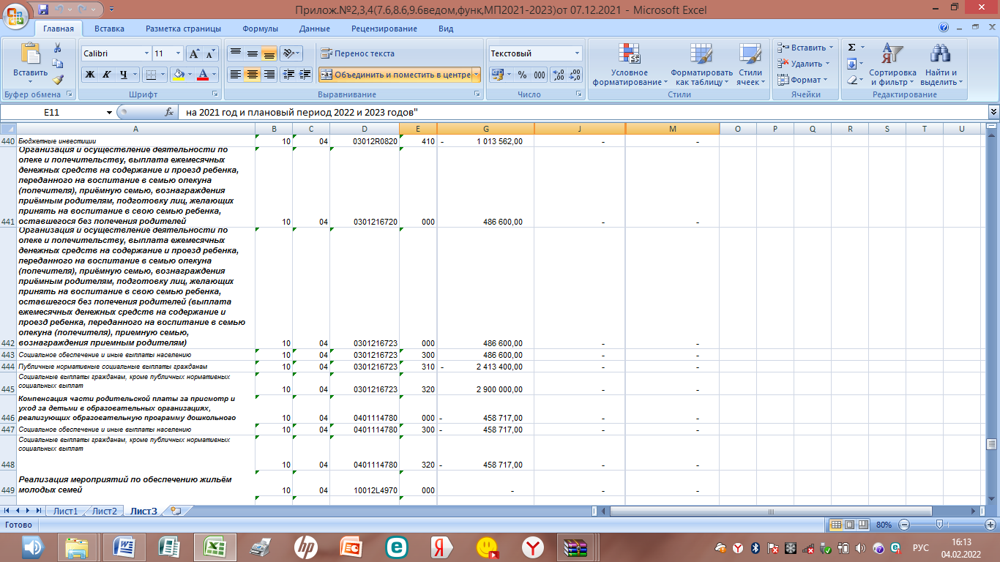 Прилож.№2,3,4(7.6,8.6,9.6ведом,функ,МП2021-2023)от 07.12.2021 - Microsoft Excel
Главная Вставка Разметка страницы Формулы Данные Рецензирование Вид
Вставить
Calibri 11
Ж К Ч
Перенос текста
Объединить и поместить в центре
Текстовый
% 000
Условное форматирование
Форматировать как таблицу
Стили ячеек
Вставить
Удалить
Формат
Сортировка и фильтр
Найти и выделить
Буфер обмена Шрифт Выравнивание Число Стили Ячейки Редактирование
E11 fx на 2021 год и плановый период 2022 и 2023 годов"
A B C D E G J M O P Q R S T U
440 Бюджетные инвестиции 10 04 03012R0820 410 - 1 013 562,00 - -
Организация и осуществление деятельности по
опеке и попечительству, выплата ежемесячных
денежных средств на содержание и проезд ребенка,
переданного на воспитание в семью опекуна
(попечителя), приёмную семью, вознаграждения
приёмным родителям, подготовку лиц, желающих
принять на воспитание в свою семью ребенка,
441 оставшегося без попечения родителей 10 04 0301216720 000 486 600,00 - -
Организация и осуществление деятельности по
опеке и попечительству, выплата ежемесячных
денежных средств на содержание и проезд ребенка,
переданного на воспитание в семью опекуна
(попечителя), приёмную семью, вознаграждения
приёмным родителям, подготовку лиц, желающих
принять на воспитание в свою семью ребенка,
оставшегося без попечения родителей (выплата
ежемесячных денежных средств на содержание и
проезд ребенка, переданного на воспитание в семью
опекуна (попечителя), приемную семью,
442 вознаграждения приемным родителям) 10 04 0301216723 000 486 600,00 - -
443 Социальное обеспечение и иные выплаты населению 10 04 0301216723 300 486 600,00 - -
444 Публичные нормативные социальные выплаты гражданам 10 04 0301216723 310 - 2 413 400,00 - -
Социальные выплаты гражданам, кроме публичных нормативных
социальных выплат
445 10 04 0301216723 320 2 900 000,00 - -
Компенсация части родительской платы за присмотр и
уход за детьми в образовательных организациях,
446 реализующих образовательную программу дошкольного 10 04 0401114780 000 - 458 717,00 - -
447 Социальное обеспечение и иные выплаты населению 10 04 0401114780 300 - 458 717,00 - -
Социальные выплаты гражданам, кроме публичных нормативных
социальных выплат
448 10 04 0401114780 320 - 458 717,00 - -
Реализация мероприятий по обеспечению жильём
449 молодых семей 10 04 10012L4970 000 - - -
Лист1 Лист2 Лист3
Готово 80%
РУС 16:13
04.02.2022